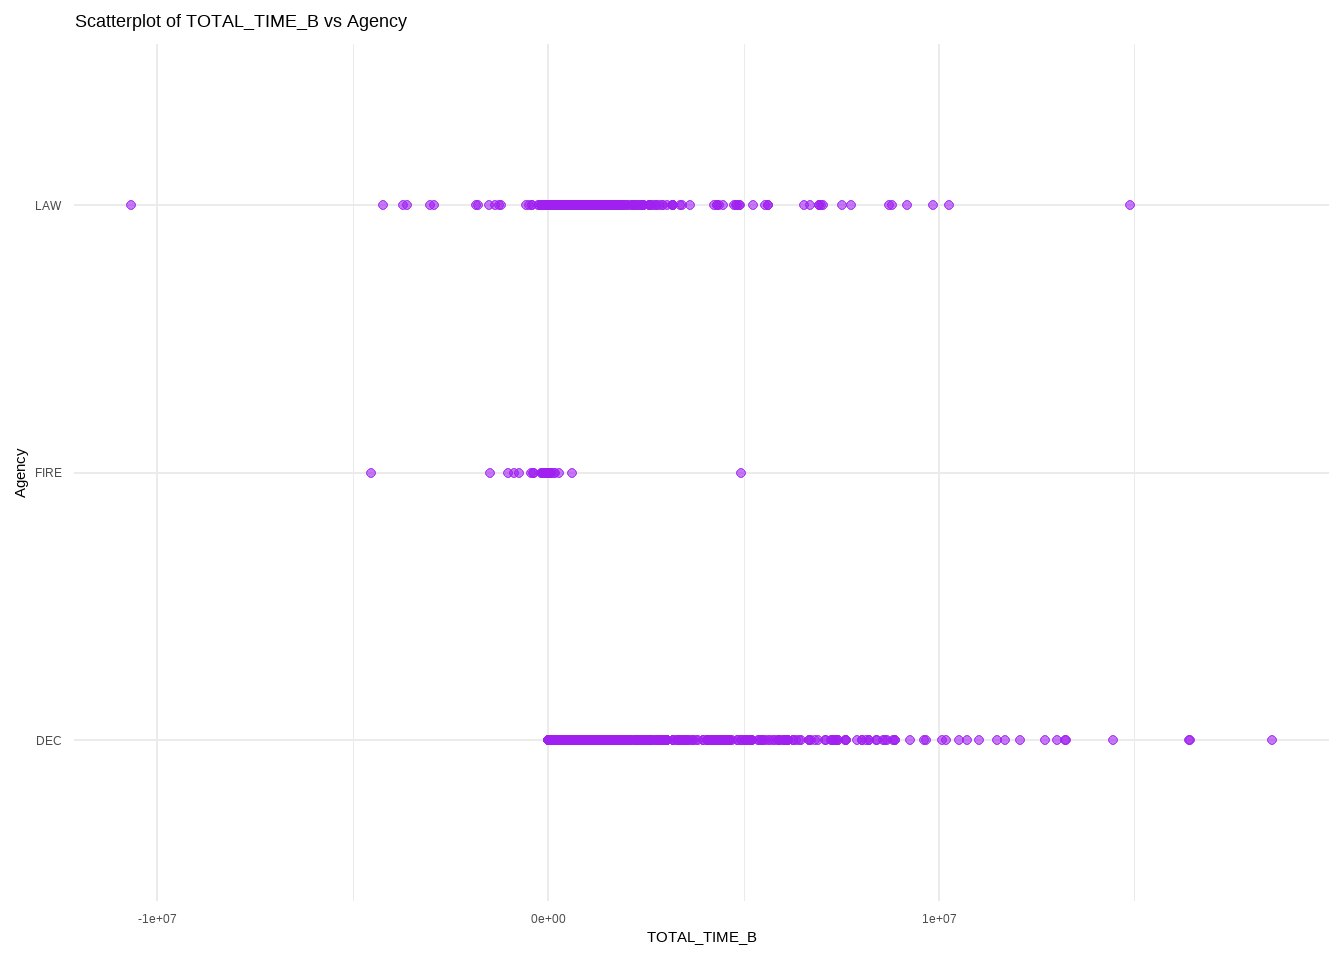 Scatterplot of TOTAL_TIME_B vs Agency
LAW
FIRE
DEC
Agency
-1e+07
0e+00
1e+07
TOTAL_TIME_B